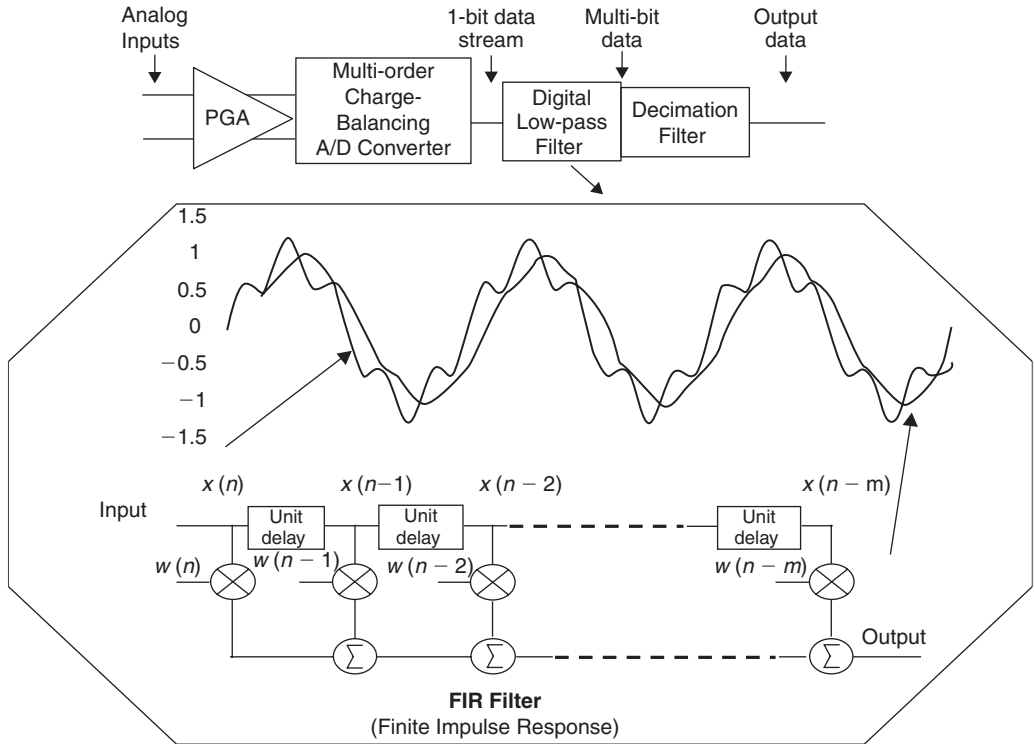 Analog
Inputs
1-bit data
stream
Multi-bit
data
Output
data
PGA
Multi-order
Charge-
Balancing
A/D Converter
Digital
Low-pass
Filter
Decimation
Filter
1.5
1
0.5
0
−0.5
−1
−1.5
x (n)
x (n−1)
x (n − 2)
x (n − m)
Input
Unit
delay
Unit
delay
Unit
delay
w (n)
w (n − 1)
w (n − 2)
w (n − m)
Σ
Σ
Σ
Output
FIR Filter
(Finite Impulse Response)